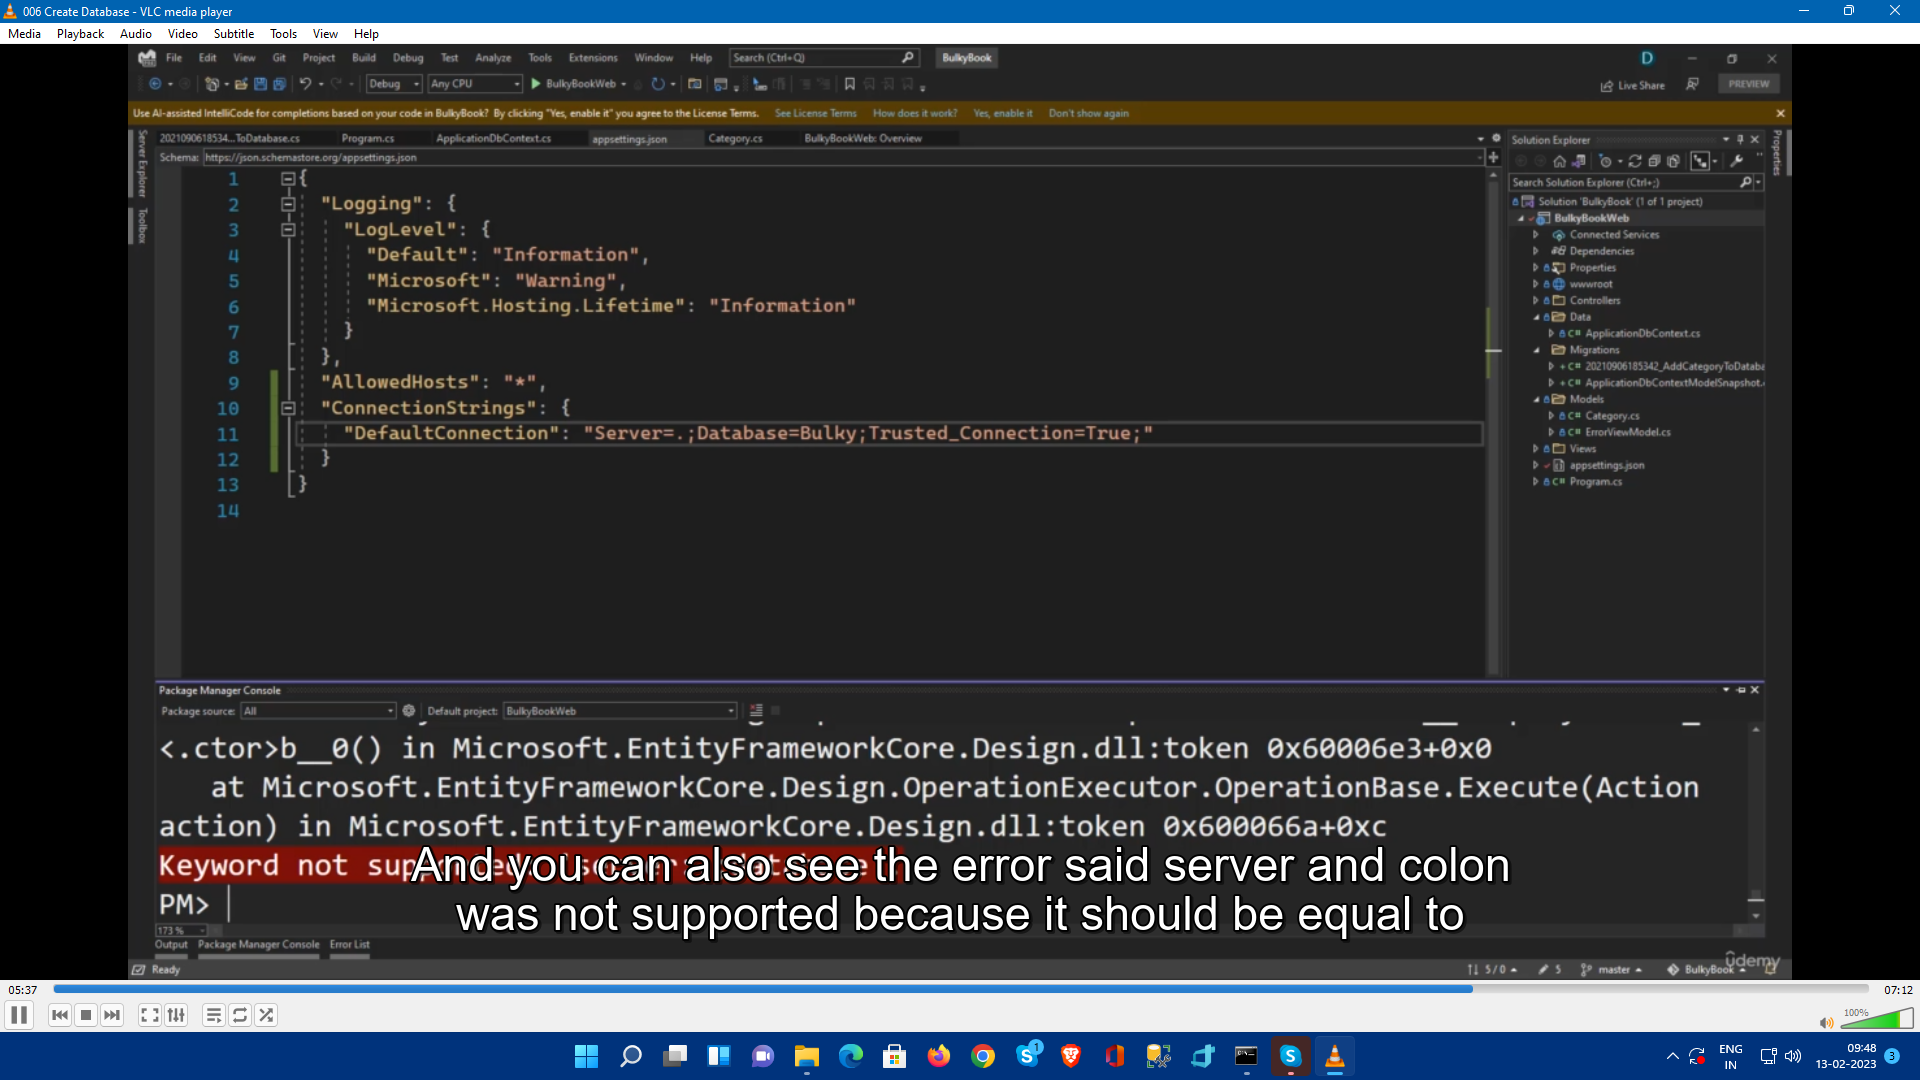 006 Create Database - VLC media player
Media Playback Audio Video Subtitle Tools View Help
File Edit View Git Project Build Debug Test Analyze Tools Extensions Window Help Search (Ctrl+Q) BulkyBook D
Debug Any CPU BulkyBookWeb Live Share PREVIEW
Use AI-assisted IntelliCode for completions based on your code in BulkyBook? By clicking "Yes, enable it" you agree to the License Terms. See License Terms How does it work? Yes, enable it Don't show again
Server Explorer
Toolbox
2021090618534...ToDatabase.cs Program.cs ApplicationDbContext.cs appsettings.json Category.cs BulkyBookWeb: Overview
Schema: https://json.schemastore.org/appsettings.json
1 {
2 "Logging": {
3 "LogLevel": {
4 "Default": "Information",
5 "Microsoft": "Warning",
6 "Microsoft.Hosting.Lifetime": "Information"
7 }
8 },
9 "AllowedHosts": "*",
10 "ConnectionStrings": {
11 "DefaultConnection": "Server=.;Database=Bulky;Trusted_Connection=True;"
12 }
13 }
14
Solution Explorer
Properties
Search Solution Explorer (Ctrl+;)
Solution 'BulkyBook' (1 of 1 project)
BulkyBookWeb
Connected Services
Dependencies
Properties
wwwroot
Controllers
Data
C# ApplicationDbContext.cs
Migrations
+ C# 20210906185342_AddCategoryToDataba
+ C# ApplicationDbContextModelSnapshot.
Models
C# Category.cs
C# ErrorViewModel.cs
Views
appsettings.json
C# Program.cs
Package Manager Console
Package source: All Default project: BulkyBookWeb
<.ctor>b__0() in Microsoft.EntityFrameworkCore.Design.dll:token 0x60006e3+0x0
at Microsoft.EntityFrameworkCore.Design.OperationExecutor.OperationBase.Execute(Action
action) in Microsoft.EntityFrameworkCore.Design.dll:token 0x600066a+0xc
Keyword not
PM>
And you can also see the error said server and colon
was not supported because it should be equal to
173 %
Output Package Manager Console Error List
Ready 5 / 0 5 master BulkyBook
ûdemy
05:37 07:12
100%
1
ENG
IN
09:48
13-02-2023
3